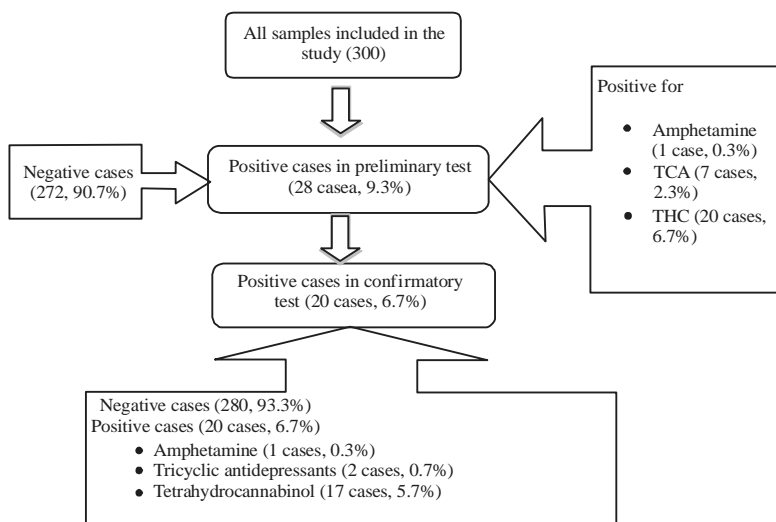 All samples included in the
study (300)
Positive for
• Amphetamine
(1 case, 0.3%)
• TCA (7 cases,
2.3%)
• THC (20 cases,
6.7%)
Negative cases
(272, 90.7%)
Positive cases in preliminary test
(28 casea, 9.3%)
Positive cases in confirmatory
test (20 cases, 6.7%)
Negative cases (280, 93.3%)
Positive cases (20 cases, 6.7%)
• Amphetamine (1 cases, 0.3%)
• Tricyclic antidepressants (2 cases, 0.7%)
• Tetrahydrocannabinol (17 cases, 5.7%)